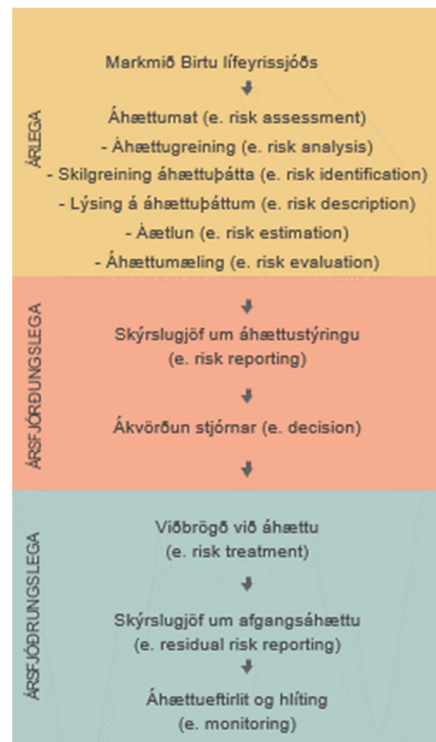 ÁRLEGA
Markmið Birtu lífeyrissjóðs
Áhættumat (e. risk assessment)
- Áhættugreining (e. risk analysis)
- Skilgreining áhættuþátta (e. risk identification)
- Lýsing á áhættuþáttum (e. risk description)
- Áætlun (e. risk estimation)
- Áhættumæling (e. risk evaluation)
ÁRSFJÓRÐUNGSLEGA
Skýrslugjöf um áhættustýringu
(e. risk reporting)
Ákvörðun stjórnar (e. decision)
ÁRSFJÓÐRUNGSLEGA
Viðbrögð við áhættu
(e. risk treatment)
Skýrslugjöf um afgangsáhættu
(e. residual risk reporting)
Áhættueftirlit og hlíting
(e. monitoring)